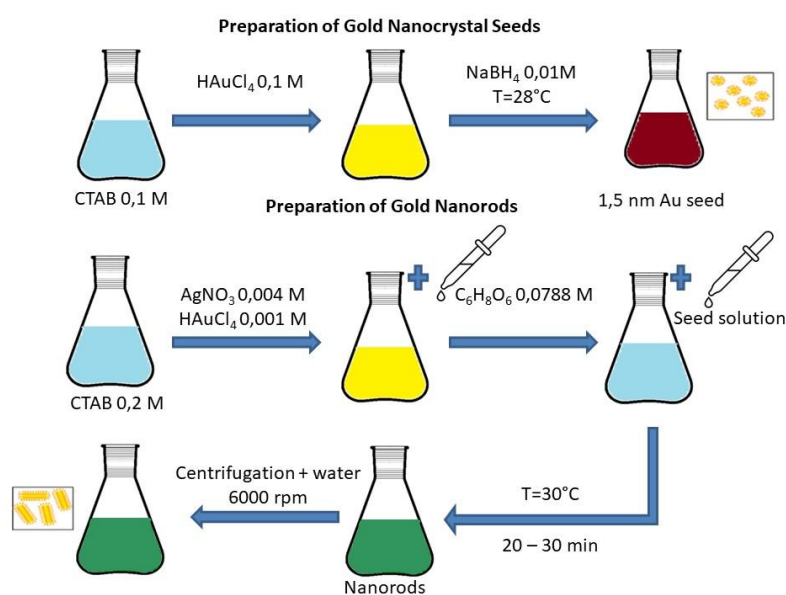 Preparation of Gold Nanocrystal Seeds
HAuCl₄ 0,1 M
NaBH₄ 0,01M
T=28°C
CTAB 0,1 M
1,5 nm Au seed
Preparation of Gold Nanorods
AgNO₃ 0,004 M
HAuCl₄ 0,001 M
C₆H₈O₆ 0,0788 M
Seed solution
CTAB 0,2 M
Centrifugation + water
6000 rpm
T=30°C
20 – 30 min
Nanorods